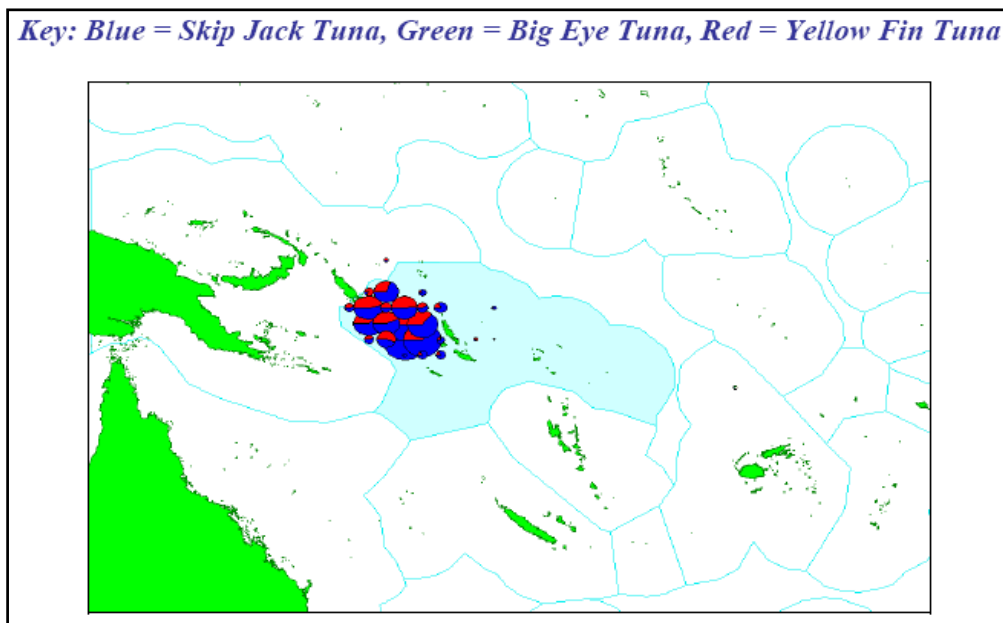 Key: Blue = Skip Jack Tuna, Green = Big Eye Tuna, Red = Yellow Fin Tuna